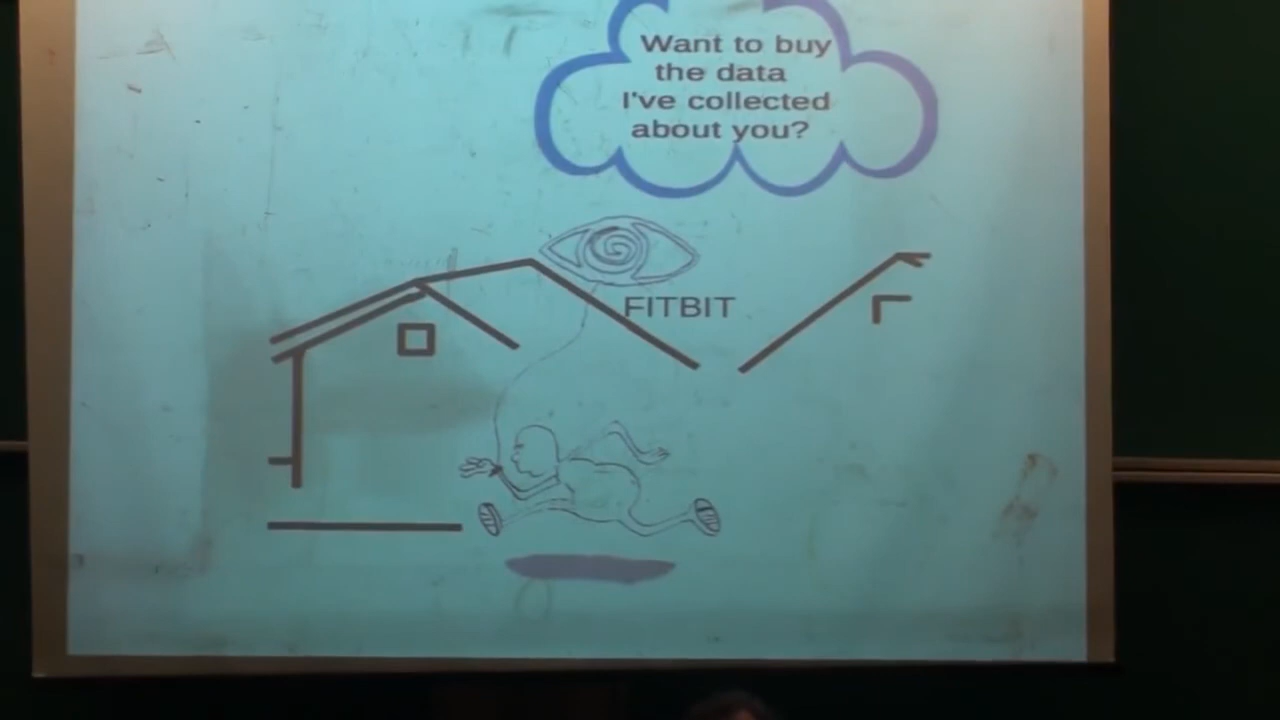 Want to buy
the data
I've collected
about you?
FITBIT